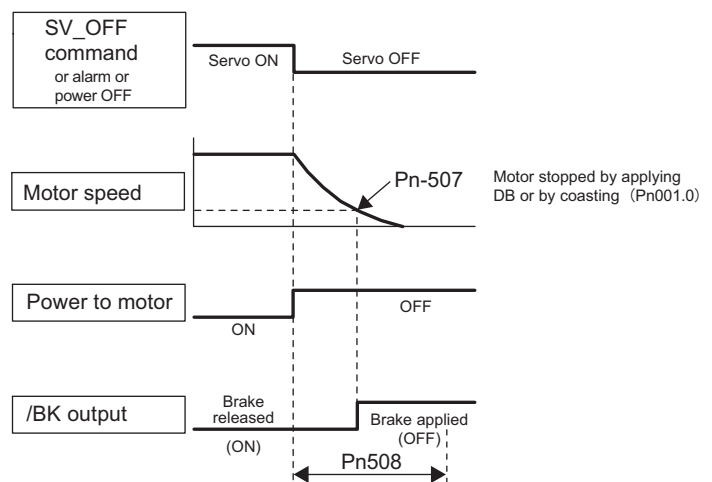 SV_OFF
command
or alarm or
power OFF
Servo ON
Servo OFF
Motor speed
Pn-507
Motor stopped by applying
DB or by coasting（Pn001.0）
Power to motor
ON
OFF
/BK output
Brake
released
(ON)
Brake applied
(OFF)
Pn508